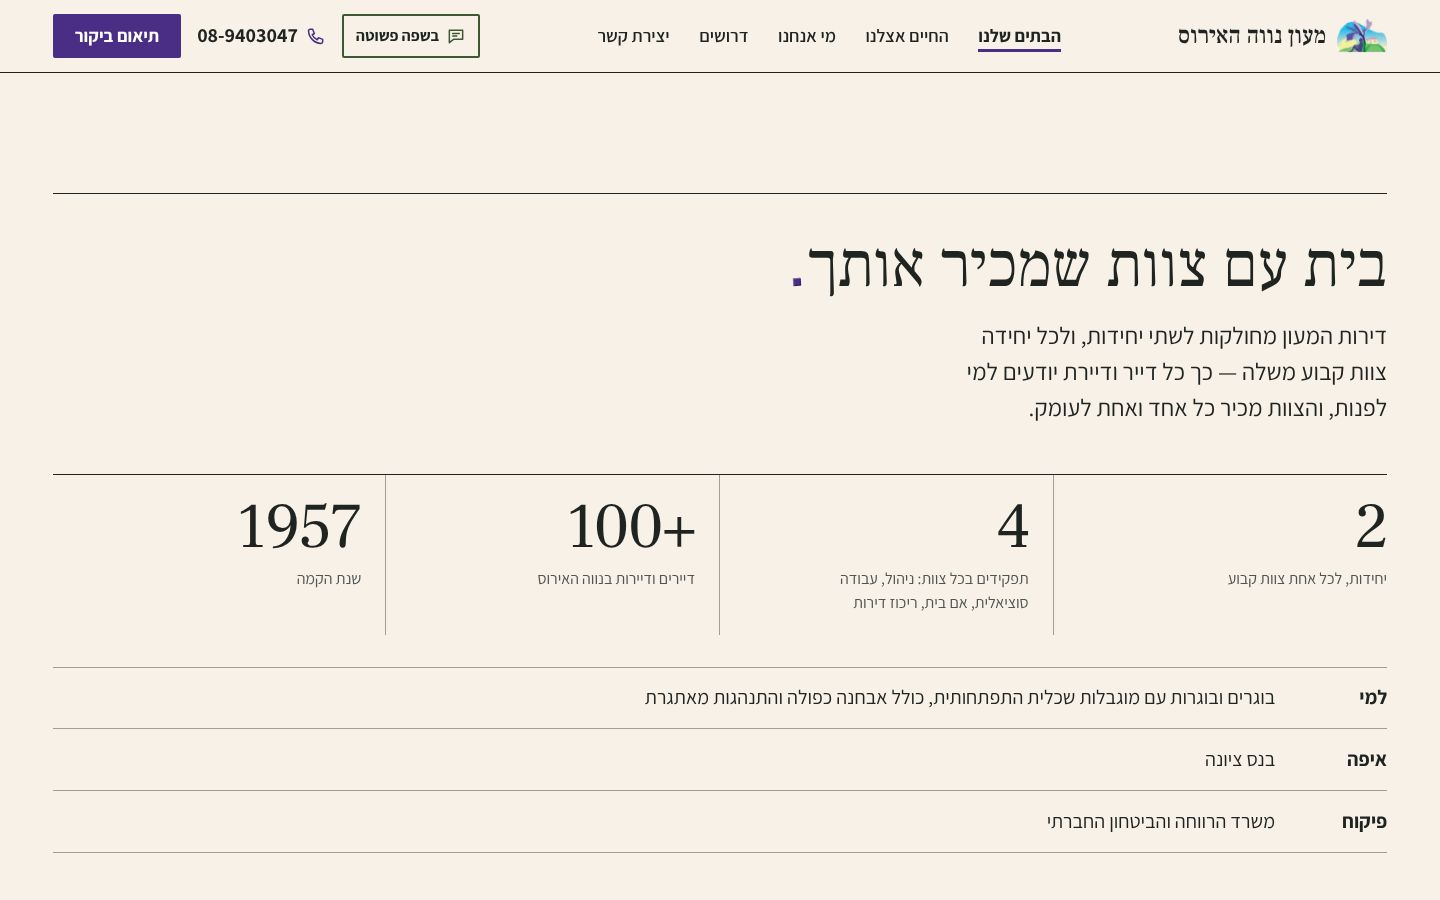 מעון נווה האירוס
הבתים שלנו
החיים אצלנו
מי אנחנו
דרושים
יצירת קשר
בשפה פשוטה
08-9403047
תיאום ביקור
בית עם צוות שמכיר אותך.
דירות המעון מחולקות לשתי יחידות, ולכל יחידה
צוות קבוע משלה — כך כל דייר ודיירת יודעים למי
לפנות, והצוות מכיר כל אחד ואחת לעומק.
2
יחידות, לכל אחת צוות קבוע
4
תפקידים בכל צוות: ניהול, עבודה
סוציאלית, אם בית, ריכוז דירות
100+
דיירים ודיירות בנווה האירוס
1957
שנת הקמה
למי
בוגרים ובוגרות עם מוגבלות שכלית התפתחותית, כולל אבחנה כפולה והתנהגות מאתגרת
איפה
בנס ציונה
פיקוח
משרד הרווחה והביטחון החברתי